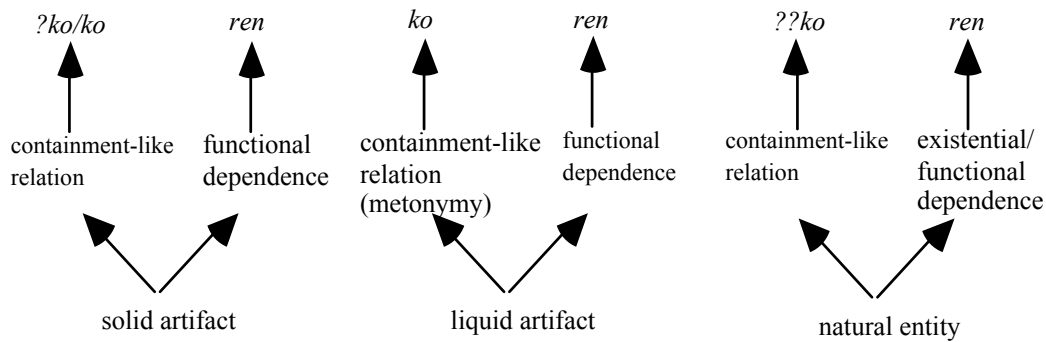 ?ko/ko
ren
ko
ren
??ko
ren
containment-like
relation
functional
dependence
containment-like
relation
(metonymy)
functional
dependence
containment-like
relation
existential/
functional
dependence
solid artifact
liquid artifact
natural entity